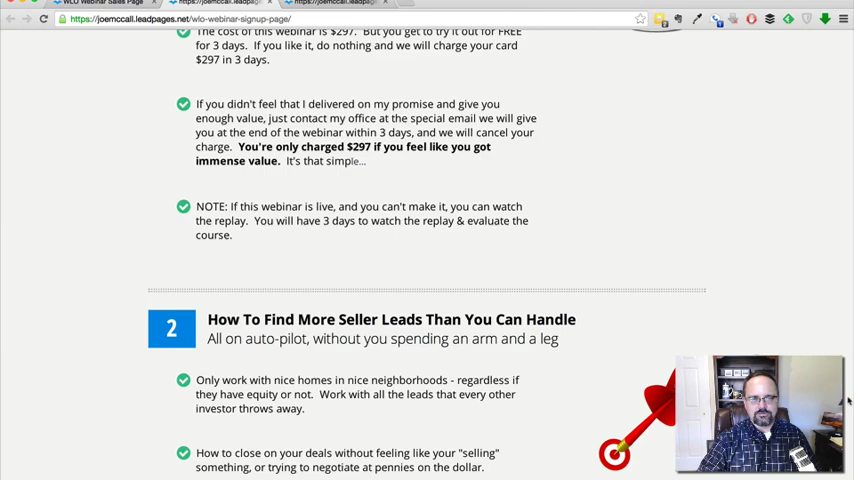 WLO Webinar Sales Page
https://joemccall.leadpages
https://joemccall.leadpages
https://joemccall.leadpages.net/wlo-webinar-signup-page/
The cost of this webinar is $297. But you get to try it out for FREE
for 3 days. If you like it, do nothing and we will charge your card
$297 in 3 days.
If you didn't feel that I delivered on my promise and give you
enough value, just contact my office at the special email we will give
you at the end of the webinar within 3 days, and we will cancel your
charge. You're only charged $297 if you feel like you got
immense value. It's that simple...
NOTE: If this webinar is live, and you can't make it, you can watch
the replay. You will have 3 days to watch the replay & evaluate the
course.
2
How To Find More Seller Leads Than You Can Handle
All on auto-pilot, without you spending an arm and a leg
Only work with nice homes in nice neighborhoods - regardless if
they have equity or not. Work with all the leads that every other
investor throws away.
How to close on your deals without feeling like your "selling"
something, or trying to negotiate at pennies on the dollar.